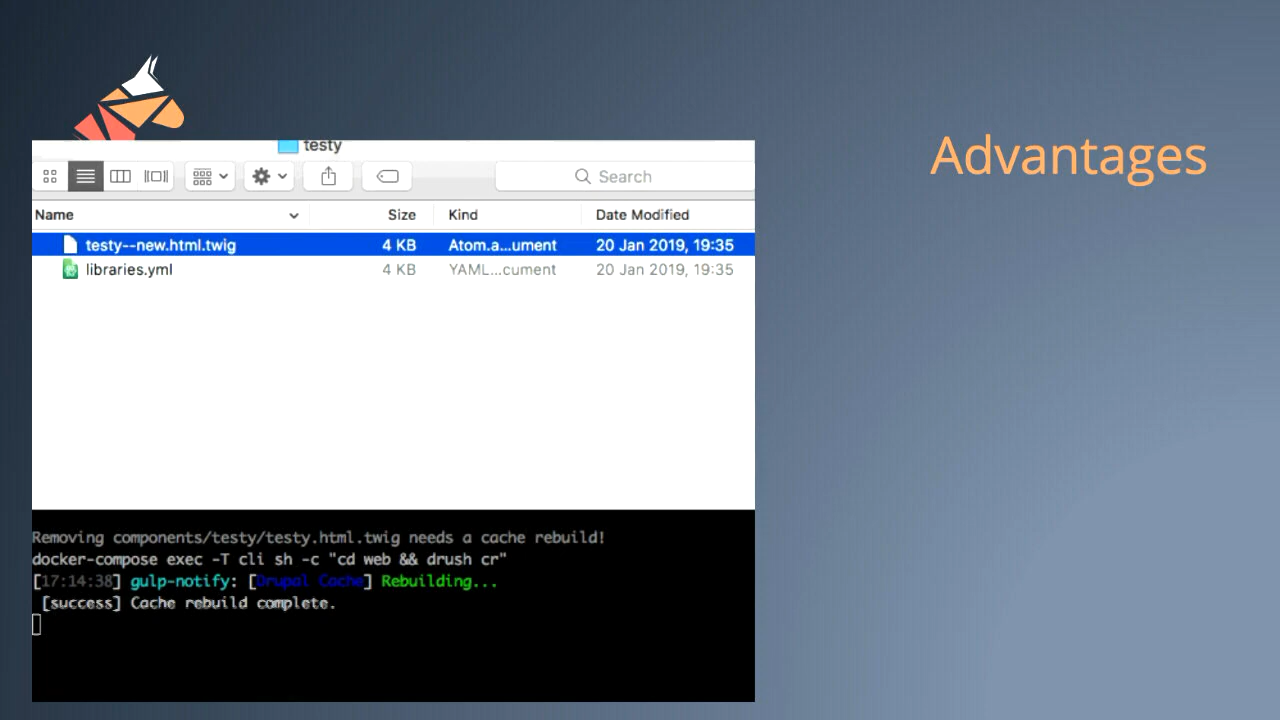 Advantages
testy
Search
Name Size Kind Date Modified
testy--new.html.twig 4 KB Atom.a...ument 20 Jan 2019, 19:35
libraries.yml 4 KB YAML...cument 20 Jan 2019, 19:35
Removing components/testy/testy.html.twig needs a cache rebuild!
docker-compose exec -T cli sh -c "cd web && drush cr"
[17:14:38] gulp-notify: [Drupal Cache] Rebuilding...
[success] Cache rebuild complete.